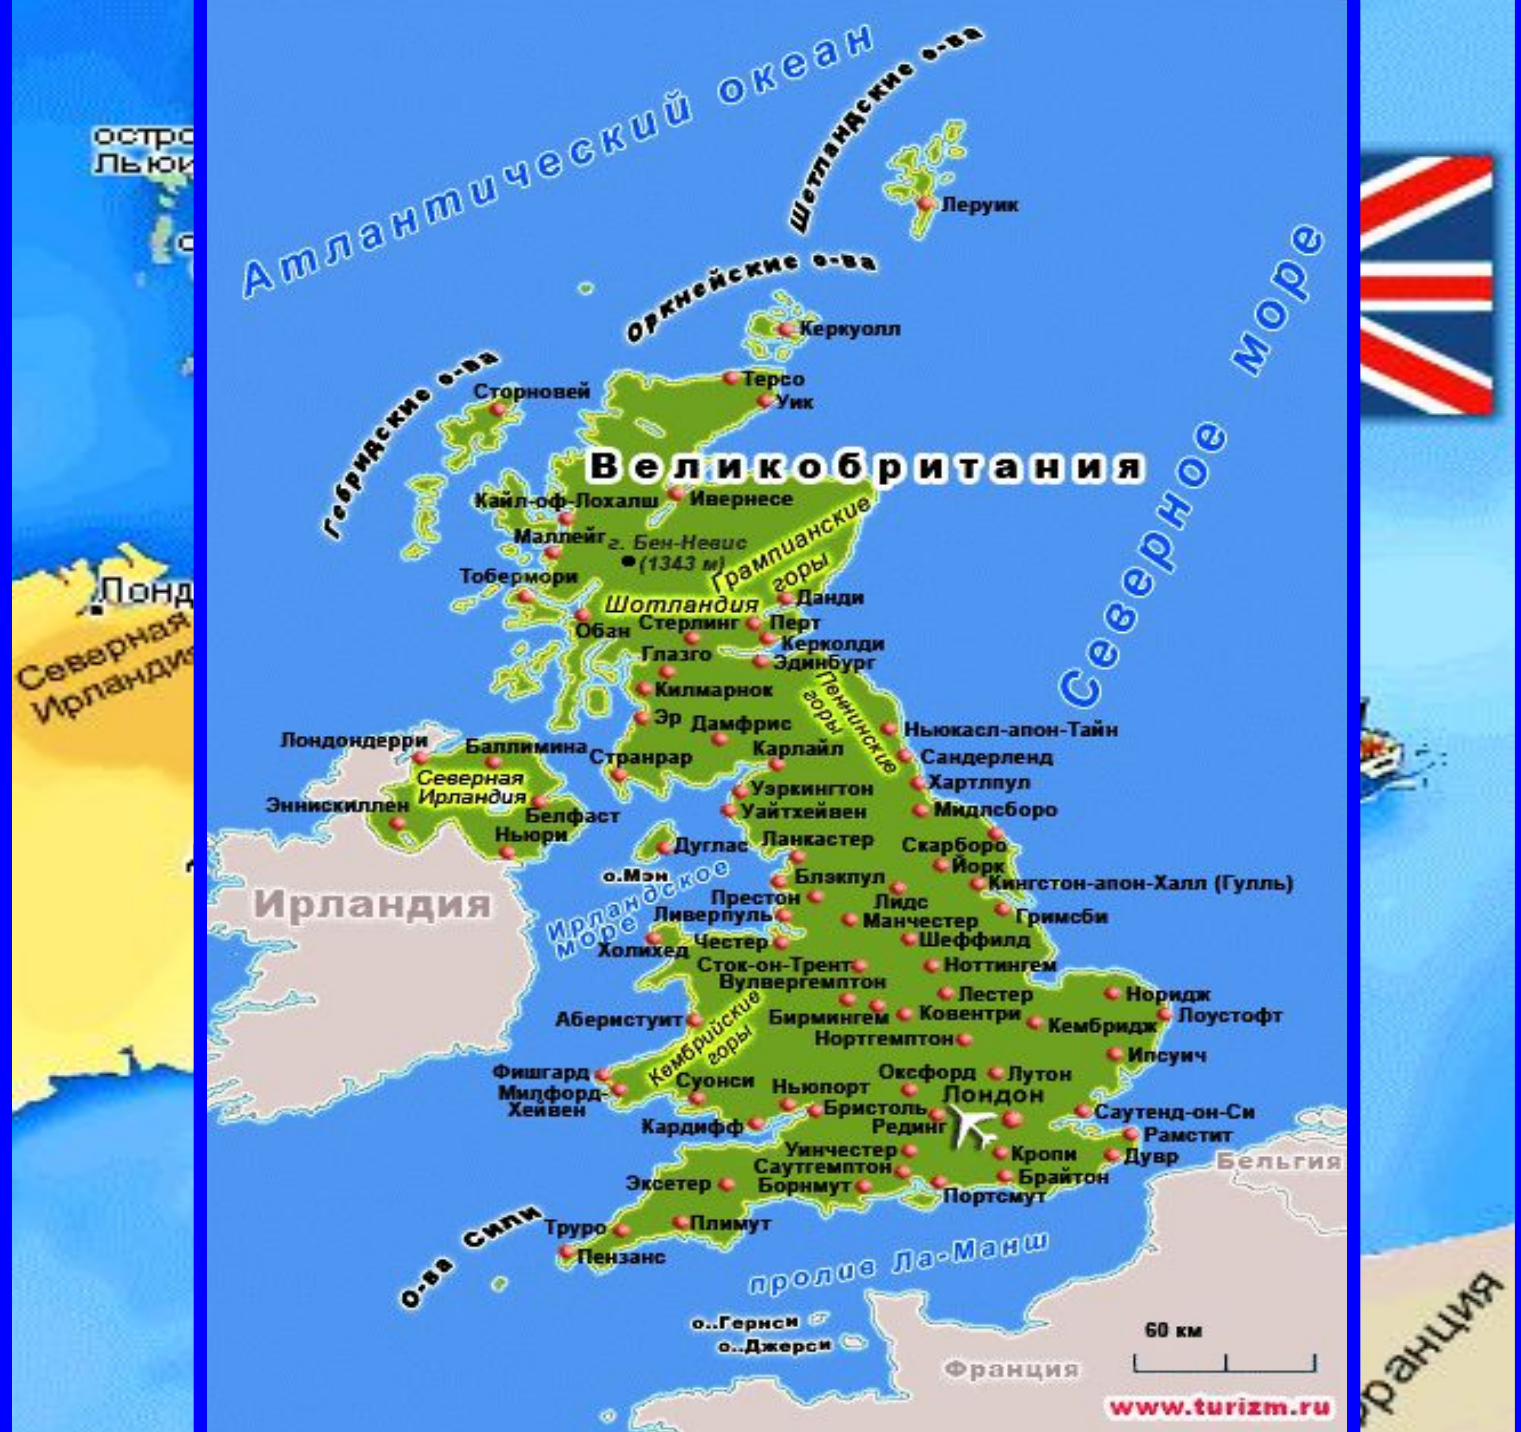 Атлантический океан
Шетландские о-ва
остро
Льюи
Леруик
Оркнейские о-ва
Керкуолл
Северное море
Гебридские о-ва
Сторновей
Терсо
Уик
Великобритания
Кайл-оф-Лохалш
Ивернесе
Маллейг
г. Бен-Невис
(1343 м)
Грампианские
горы
Тобермори
Шотландия
Данди
Лонд
Северная
Ирландия
Обан
Стерлинг
Перт
Керколди
Глазго
Эдинбург
Килмарнок
Пеннинские
горы
Эр
Дамфрис
Ньюкасл-апон-Тайн
Лондондерри
Баллимина
Странрар
Карлайл
Сандерленд
Северная
Ирландия
Хартлпул
Уэркингтон
Эннискиллен
Белфаст
Уайтхейвен
Мидлсборо
Ньюри
Дуглас
Ланкастер
Скарборо
о.Мэн
Йорк
Ирландское
море
Блэкпул
Кингстон-апон-Халл (Гулль)
Ирландия
Престон
Лидс
Ливерпуль
Манчестер
Гримсби
Холихед
Честер
Шеффилд
Сток-он-Трент
Ноттингем
Вулвергемптон
Лестер
Норидж
Аберистуит
Кембрийские
горы
Бирмингем
Ковентри
Кембридж
Лоустофт
Нортгемптон
Ипсуич
Фишгард
Суонси
Ньюпорт
Оксфорд
Лутон
Милфорд-
Хейвен
Лондон
Бристоль
Саутенд-он-Си
Кардифф
Рединг
Рамстит
Уинчестер
Кропи
Дувр
Бельгия
Саутгемптон
Эксетер
Борнмут
Брайтон
Портсмут
О-ва Сили
Труро
Плимут
Пензанс
пролив Ла-Манш
о..Гернси
о..Джерси
60 км
Франция
ранция
www.turizm.ru